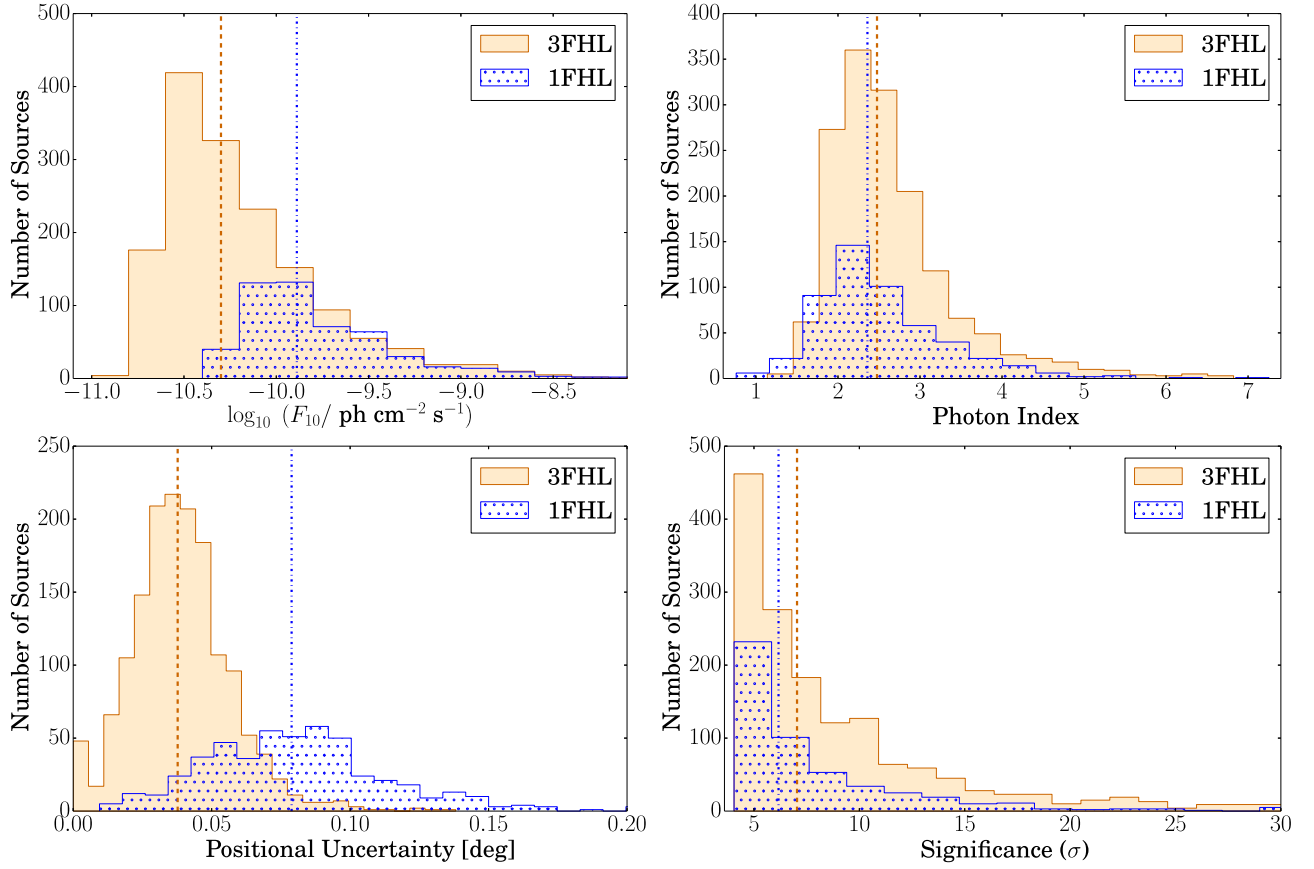 500
400
300
200
100
0
Number of Sources
3FHL
1FHL
−11.0 −10.5 −10.0 −9.5 −9.0 −8.5
log₁₀ (F₁₀/ ph cm⁻² s⁻¹)
400
350
300
250
200
150
100
50
0
Number of Sources
3FHL
1FHL
1 2 3 4 5 6 7
Photon Index
250
200
150
100
50
0
Number of Sources
3FHL
1FHL
0.00 0.05 0.10 0.15 0.20
Positional Uncertainty [deg]
500
400
300
200
100
0
Number of Sources
3FHL
1FHL
5 10 15 20 25 30
Significance (σ)